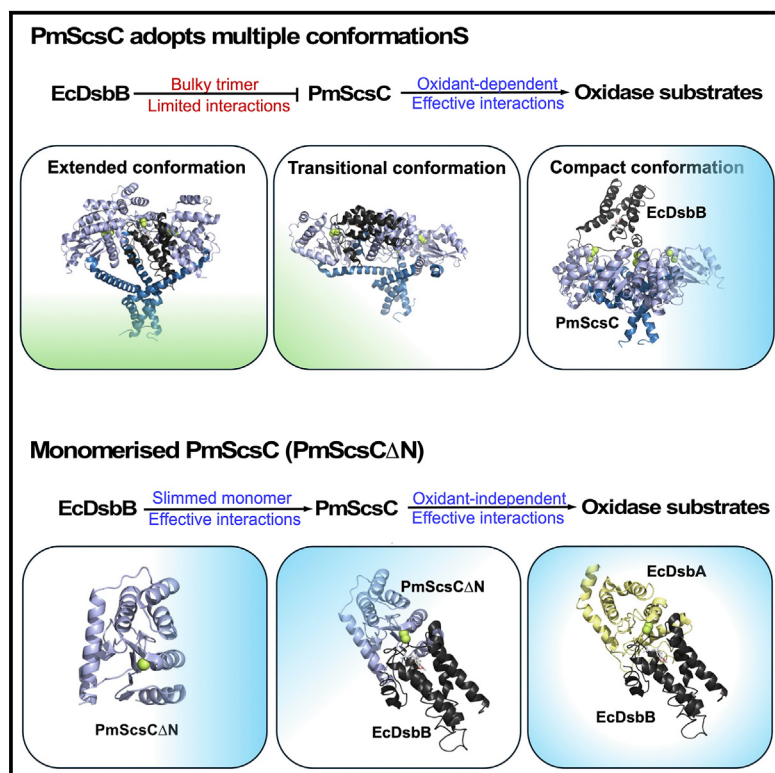 PmScsC adopts multiple conformationS
Bulky trimer
Oxidant-dependent
EcDsbB
PmScsC
Oxidase substrates
Limited interactions
Effective interactions
Extended conformation
Transitional conformation
Compact conformation
EcDsbB
PmScsC
Monomerised PmScsC (PmScsCΔN)
Slimmed monomer
Oxidant-independent
EcDsbB
PmScsC
Oxidase substrates
Effective interactions
Effective interactions
EcDsbA
PmScsCΔN
PmScsCΔN
EcDsbB
EcDsbB